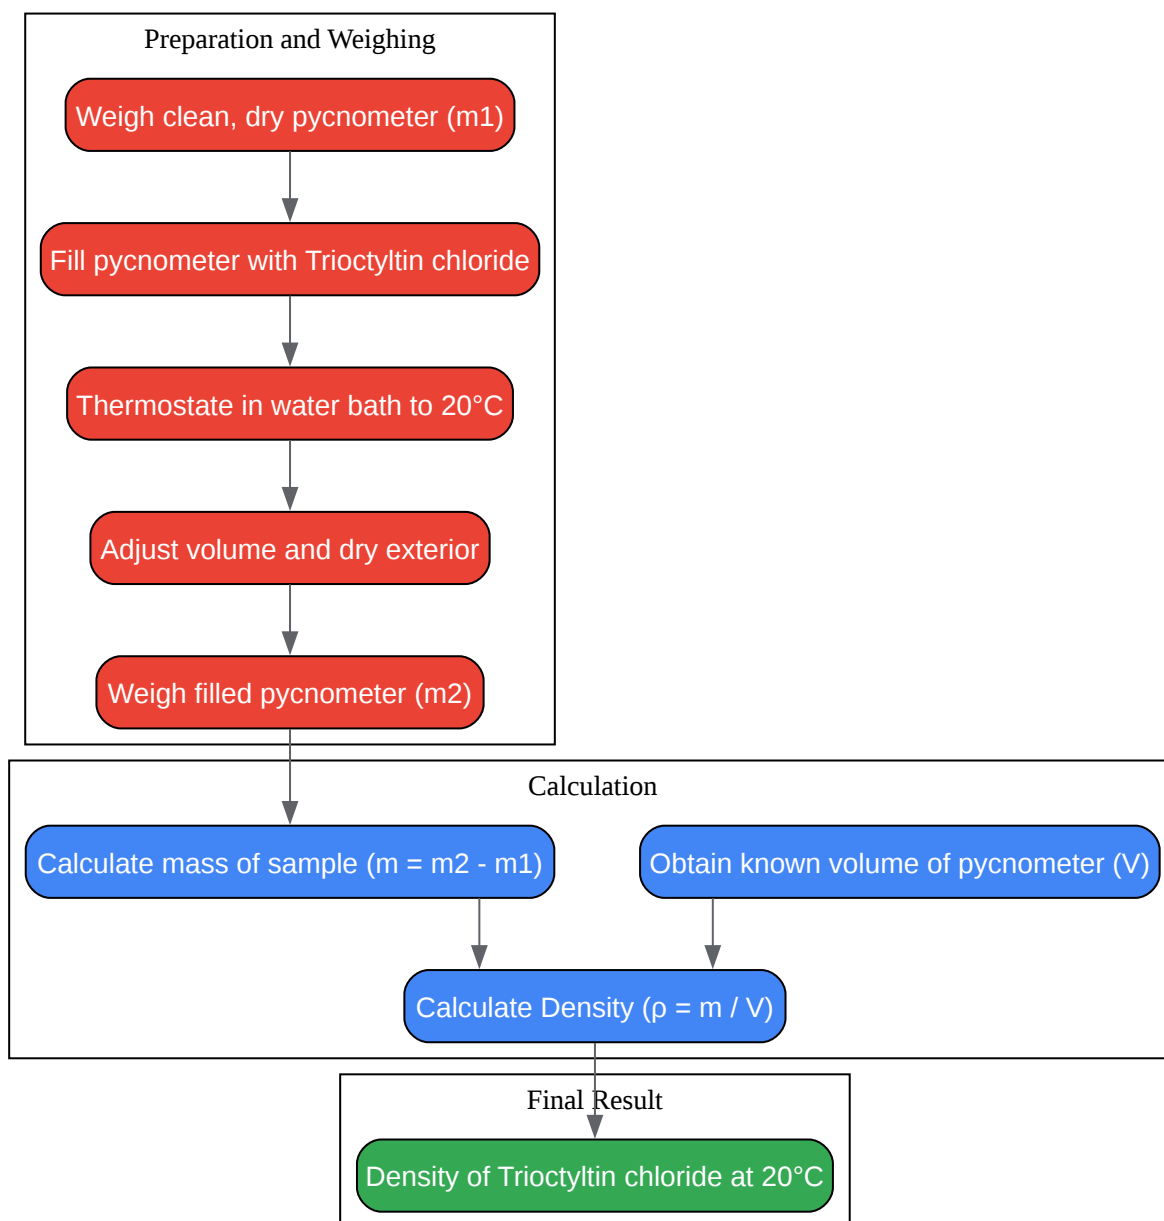 Preparation and Weighing
Weigh clean, dry pycnometer (m1)
Fill pycnometer with Trioctyltin chloride
Thermostate in water bath to 20°C
Adjust volume and dry exterior
Weigh filled pycnometer (m2)
Calculation
Calculate mass of sample (m = m2 - m1)
Obtain known volume of pycnometer (V)
Calculate Density (ρ = m / V)
Final Result
Density of Trioctyltin chloride at 20°C